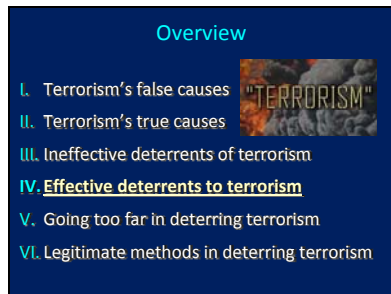 Overview
I. Terrorism's false causes
"TERRORISM"
II. Terrorism's true causes
III. Ineffective deterrents of terrorism
IV. Effective deterrents to terrorism
V. Going too far in deterring terrorism
VI. Legitimate methods in deterring terrorism